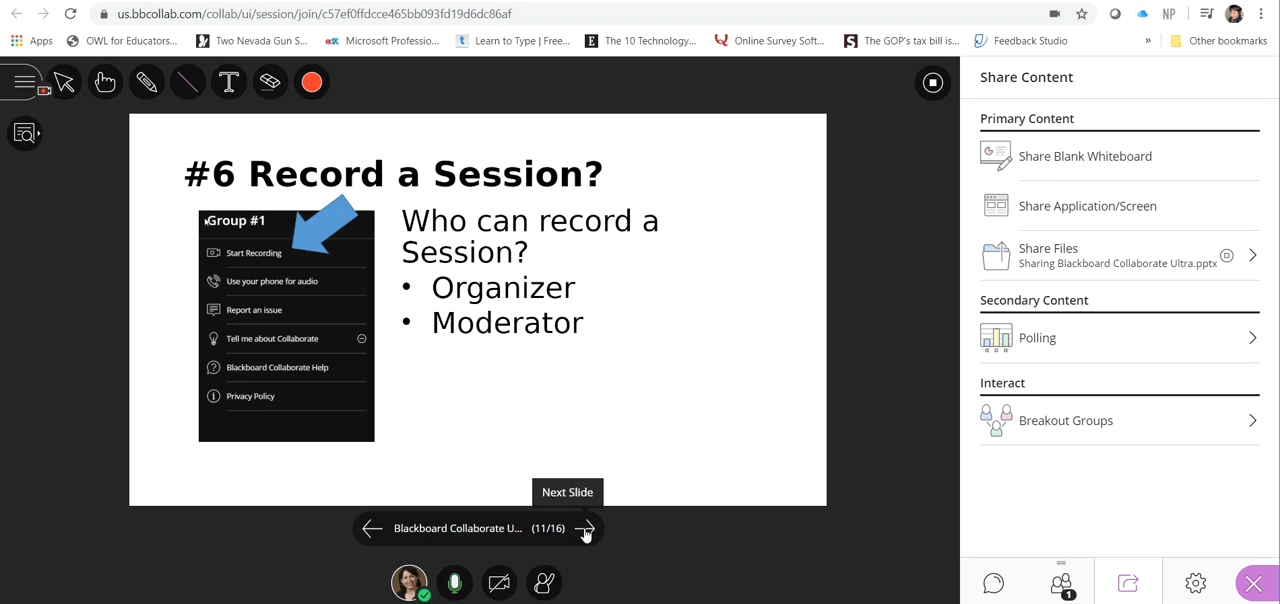 us.bbcollab.com/collab/ui/session/join/c57ef0ffdcce465bb093fd19d6dc86af
NP
Apps
OWL for Educators...
Two Nevada Gun S...
Microsoft Professio...
Learn to Type | Free...
The 10 Technology...
Online Survey Soft...
The GOP's tax bill is...
Feedback Studio
»
Other bookmarks
T
#6 Record a Session?
Group #1
Start Recording
Use your phone for audio
Report an issue
Tell me about Collaborate
Blackboard Collaborate Help
Privacy Policy
Who can record a
Session?
• Organizer
• Moderator
Next Slide
Blackboard Collaborate U... (11/16)
Share Content
Primary Content
Share Blank Whiteboard
Share Application/Screen
Share Files
Sharing Blackboard Collaborate Ultra.pptx
Secondary Content
Polling
Interact
Breakout Groups
1